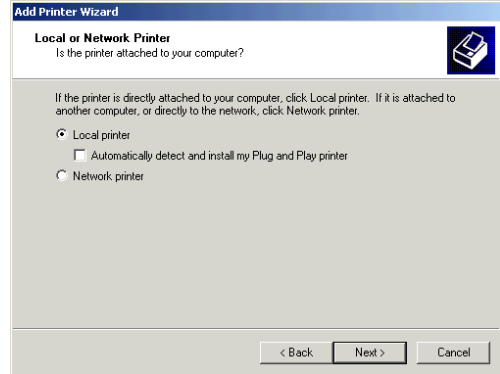 Add Printer Wizard
Local or Network Printer
Is the printer attached to your computer?
If the printer is directly attached to your computer, click Local printer.  If it is attached to
another computer, or directly to the network, click Network printer.
Local printer
Automatically detect and install my Plug and Play printer
Network printer
< Back
Next >
Cancel